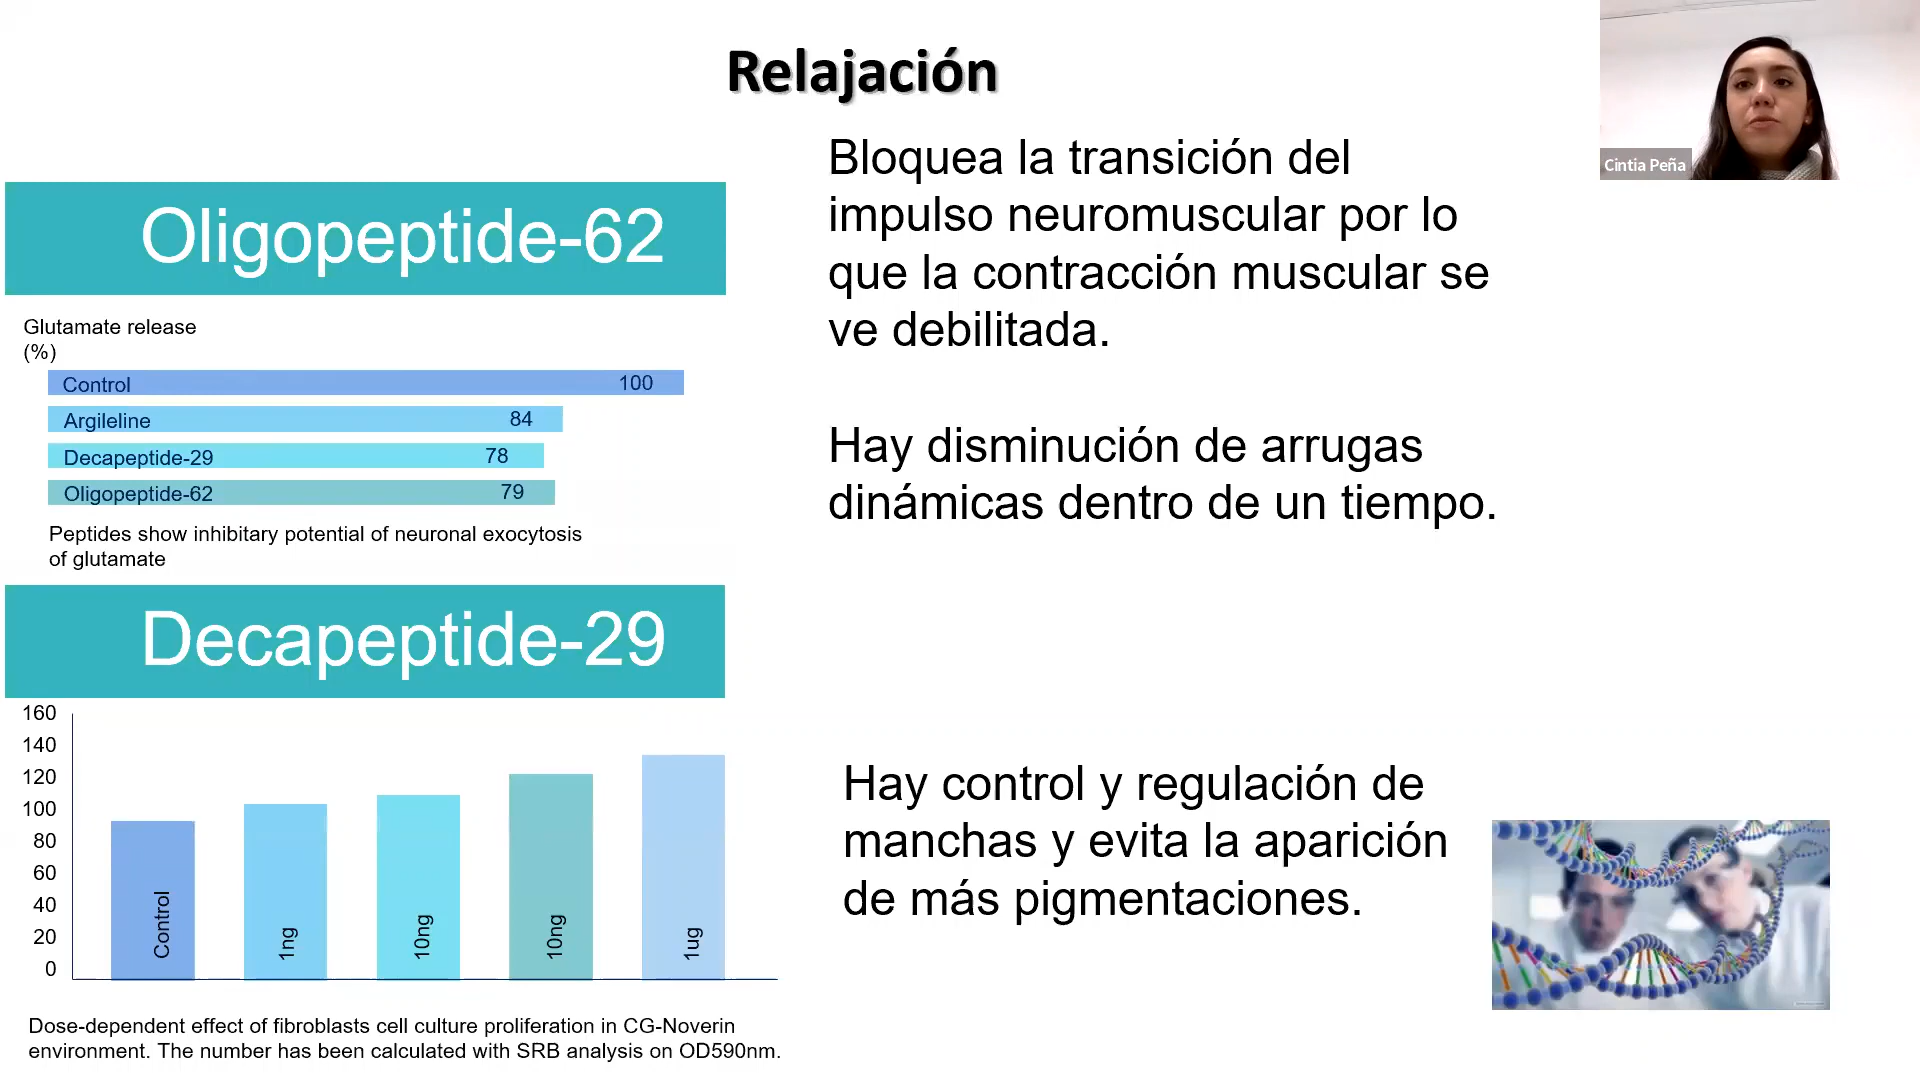 Relajación
Cintia Peña
Oligopeptide-62
Glutamate release
(%)
Control 100
Argileline 84
Decapeptide-29 78
Oligopeptide-62 79
Peptides show inhibitary potential of neuronal exocytosis
of glutamate
Bloquea la transición del
impulso neuromuscular por lo
que la contracción muscular se
ve debilitada.
Hay disminución de arrugas
dinámicas dentro de un tiempo.
Decapeptide-29
160
140
120
100
80
60
40
20
0
Control
1ng
10ng
10ng
1ug
Dose-dependent effect of fibroblasts cell culture proliferation in CG-Noverin
environment. The number has been calculated with SRB analysis on OD590nm.
Hay control y regulación de
manchas y evita la aparición
de más pigmentaciones.